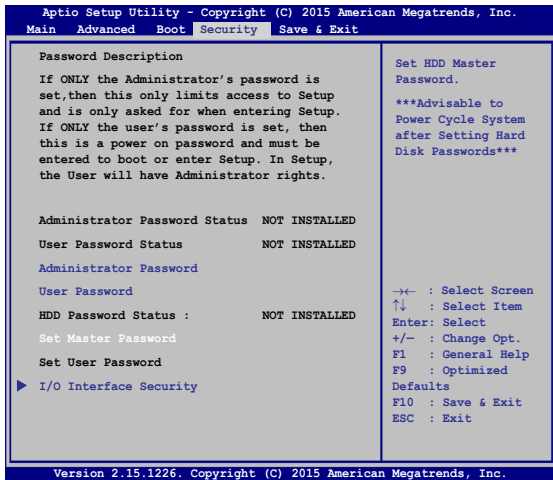 Aptio Setup Utility - Copyright (C) 2015 American Megatrends, Inc.
Main Advanced Boot Security Save & Exit
Password Description
If ONLY the Administrator's password is
set,then this only limits access to Setup
and is only asked for when entering Setup.
If ONLY the user's password is set, then
this is a power on password and must be
entered to boot or enter Setup. In Setup,
the User will have Administrator rights.
Administrator Password Status NOT INSTALLED
User Password Status NOT INSTALLED
Administrator Password
User Password
HDD Password Status : NOT INSTALLED
Set Master Password
Set User Password
I/O Interface Security
Set HDD Master
Password.
***Advisable to
Power Cycle System
after Setting Hard
Disk Passwords***
→← : Select Screen
↑↓ : Select Item
Enter: Select
+/− : Change Opt.
F1 : General Help
F9 : Optimized
Defaults
F10 : Save & Exit
ESC : Exit
Version 2.15.1226. Copyright (C) 2015 American Megatrends, Inc.